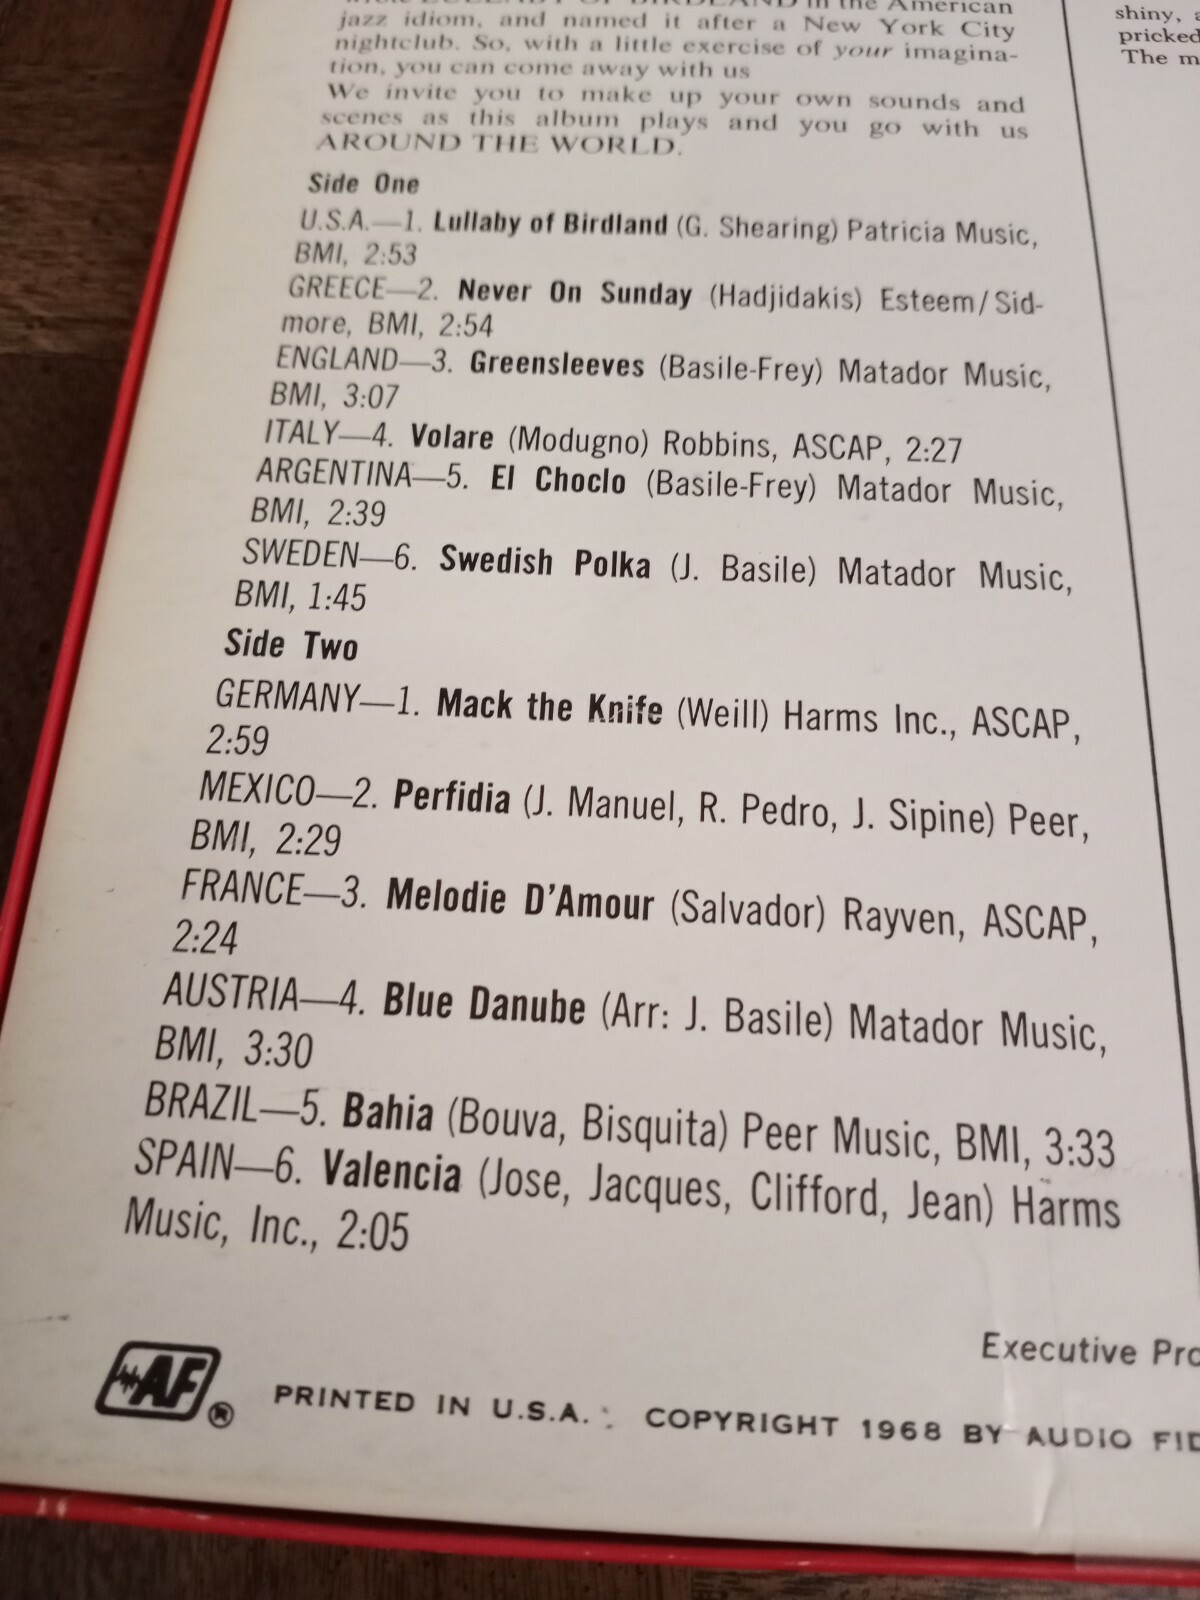 LULLABY OF BIRDLAND in the American
jazz idiom, and named it after a New York City
nightclub. So, with a little exercise of your imagina-
tion, you can come away with us
We invite you to make up your own sounds and
scenes as this album plays and you go with us
AROUND THE WORLD.
Side One
U.S.A.—1. Lullaby of Birdland (G. Shearing) Patricia Music,
BMI, 2:53
GREECE—2. Never On Sunday (Hadjidakis) Esteem/Sid-
more, BMI, 2:54
ENGLAND—3. Greensleeves (Basile-Frey) Matador Music,
BMI, 3:07
ITALY—4. Volare (Modugno) Robbins, ASCAP, 2:27
ARGENTINA—5. El Choclo (Basile-Frey) Matador Music,
BMI, 2:39
SWEDEN—6. Swedish Polka (J. Basile) Matador Music,
BMI, 1:45
Side Two
GERMANY—1. Mack the Knife (Weill) Harms Inc., ASCAP,
2:59
MEXICO—2. Perfidia (J. Manuel, R. Pedro, J. Sipine) Peer,
BMI, 2:29
FRANCE—3. Melodie D'Amour (Salvador) Rayven, ASCAP,
2:24
AUSTRIA—4. Blue Danube (Arr: J. Basile) Matador Music,
BMI, 3:30
BRAZIL—5. Bahia (Bouva, Bisquita) Peer Music, BMI, 3:33
SPAIN—6. Valencia (Jose, Jacques, Clifford, Jean) Harms
Music, Inc., 2:05
shiny,
pricked
The m
Executive Pro
AF ®
PRINTED IN U.S.A. : COPYRIGHT 1968 BY AUDIO FID